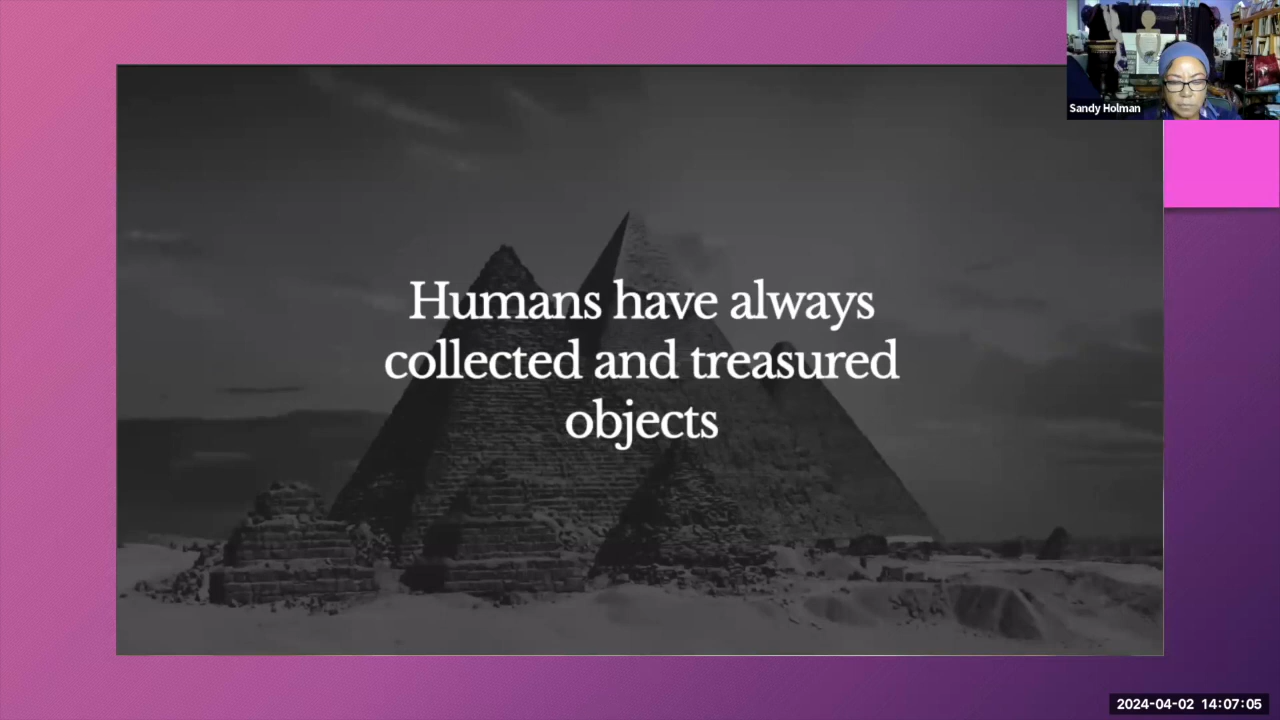 Sandy Holman
Humans have always
collected and treasured
objects
2024-04-02 14:07:05